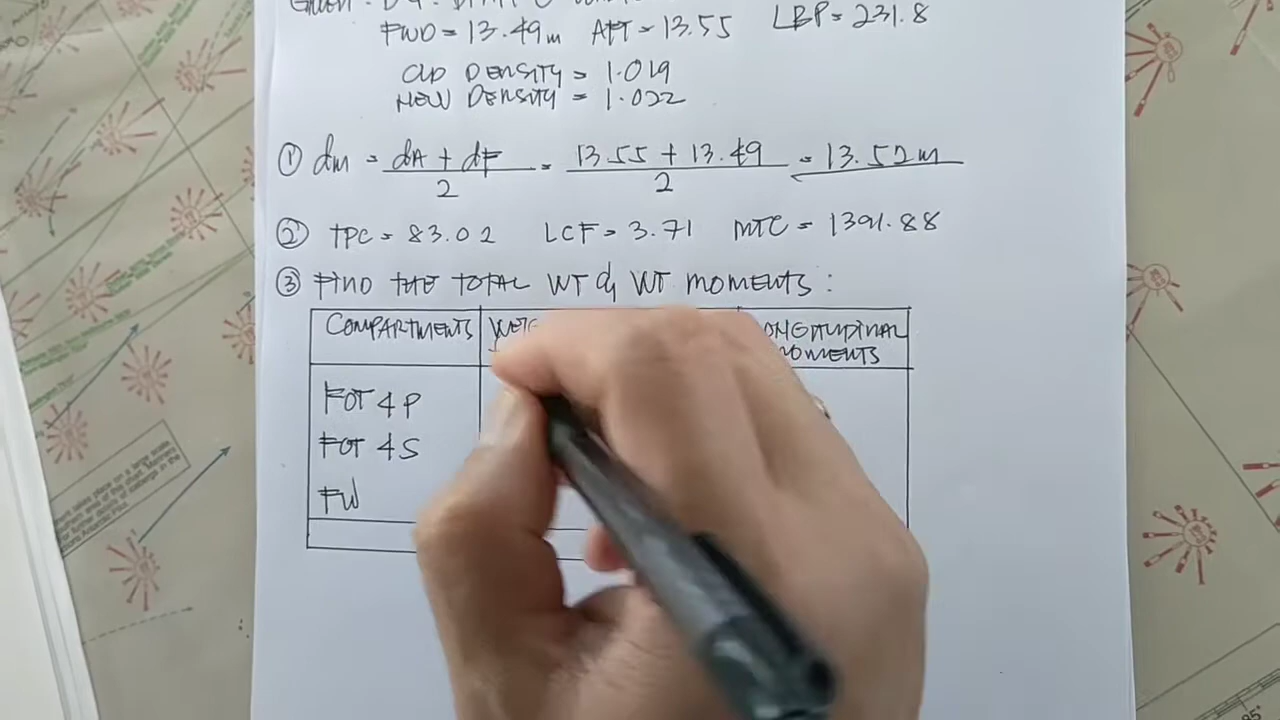 FWD = 13.49m AFT = 13.55 LBP = 231.8
OLD DENSITY = 1.019
NEW DENSITY = 1.022
① dm = dA + dF / 2 = 13.55 + 13.49 / 2 = 13.52m
② TPC = 83.02 LCF = 3.71 MTC = 1391.88
③ FIND THE TOTAL WT & WT MOMENTS :
COMPARTMENTS
FOT 4P
FOT 4S
FW